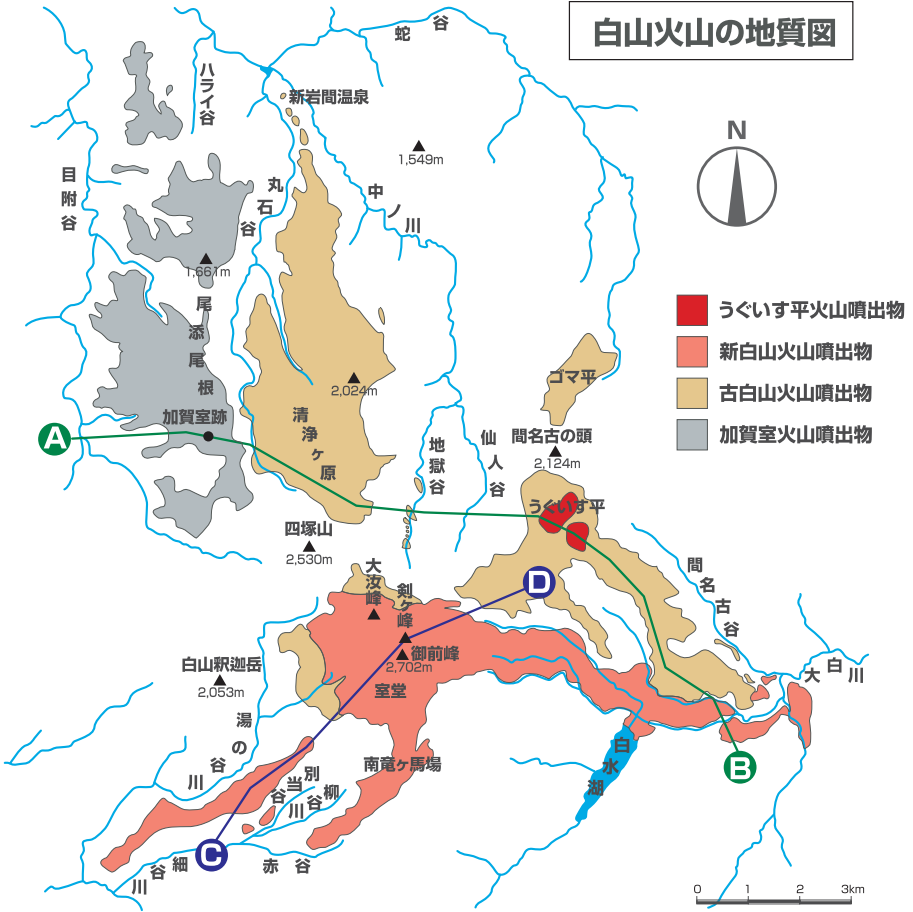 白山火山の地質図
蛇谷
ハライ谷
新岩間温泉
1,549m
N
目附谷
丸石谷
中ノ川
1,661m
尾添尾根
うぐいす平火山噴出物
新白山火山噴出物
古白山火山噴出物
加賀室火山噴出物
2,024m
ゴマ平
加賀室跡
清浄ヶ原
A
地獄谷
仙人谷
間名古の頭
2,124m
うぐいす平
四塚山
2,530m
大汝峰
剣ヶ峰
D
間名古谷
御前峰
2,702m
白山釈迦岳
2,053m
室堂
大白川
湯の谷川
南竜ヶ馬場
白水湖
B
別当谷
柳谷川
C
細谷川
赤谷
0 1 2 3km